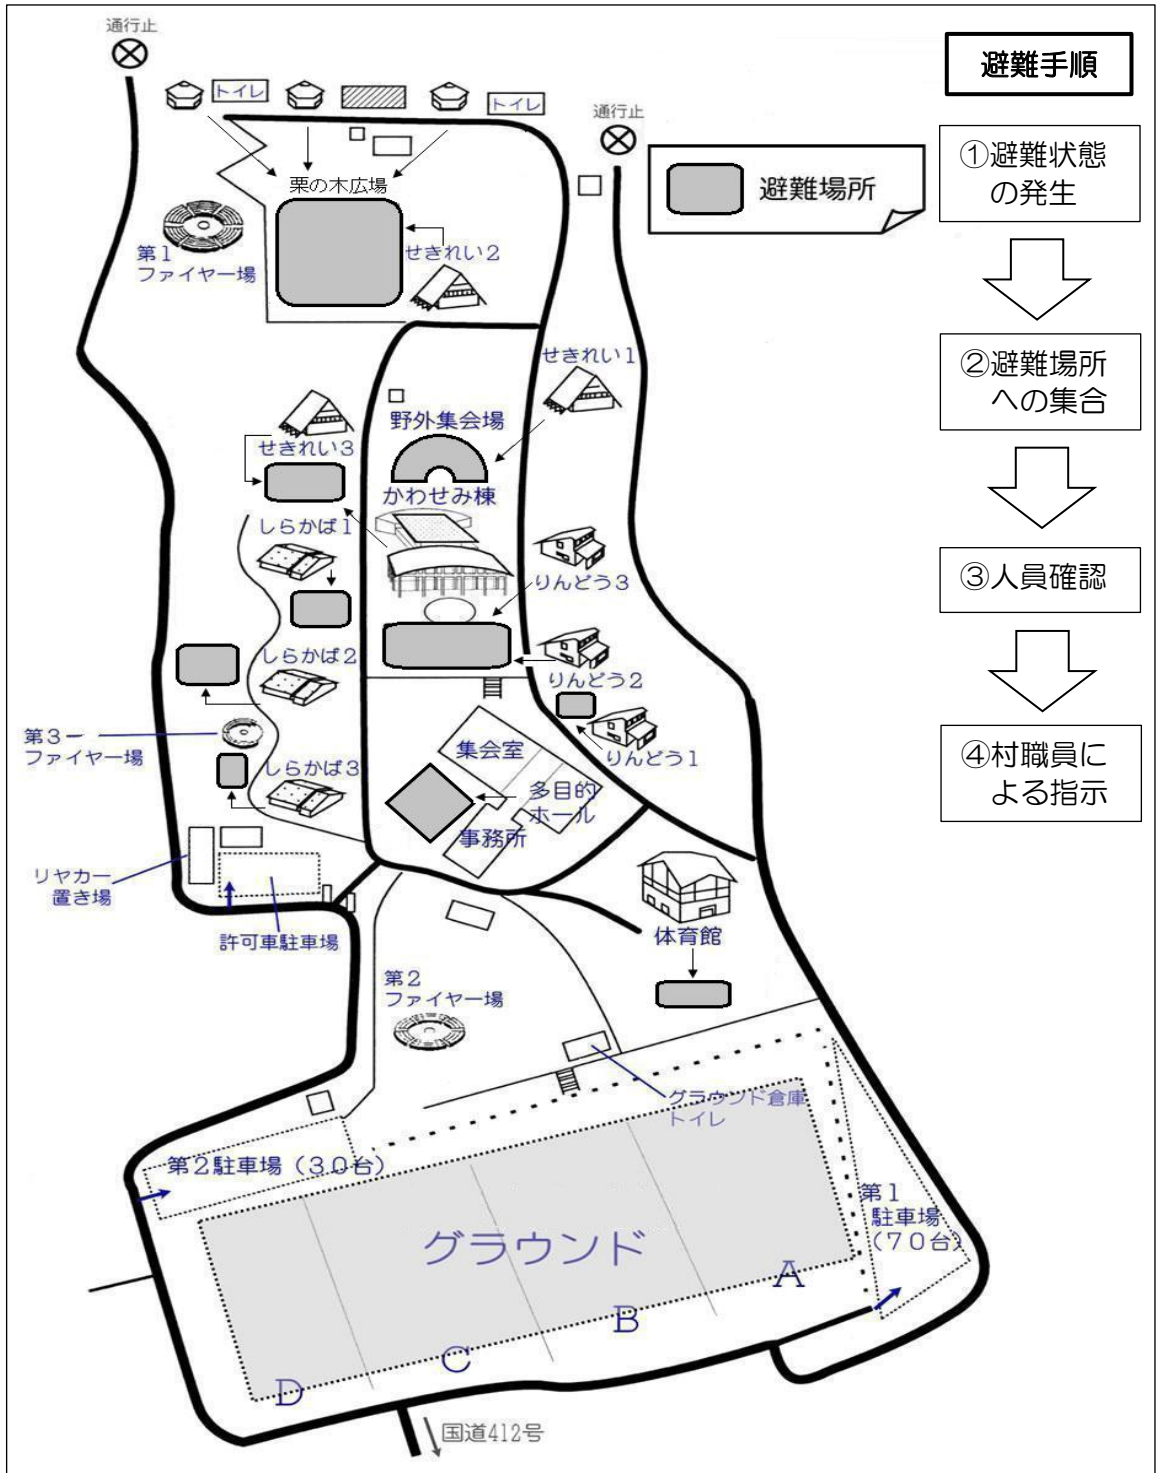 通行止
避難手順
トイレ
トイレ
通行止
①避難状態
の発生
避難場所
栗の木広場
第1
ファイヤー場
せきれい2
②避難場所
への集合
せきれい1
野外集会場
せきれい3
かわせみ棟
しらかば1
③人員確認
りんどう3
しらかば2
りんどう2
第3
ファイヤー場
集会室
りんどう1
④村職員に
よる指示
しらかば3
多目的
ホール
事務所
リヤカー
置き場
許可車駐車場
体育館
第2
ファイヤー場
グラウンド倉庫
トイレ
第2駐車場(30台)
第1
駐車場
(70台)
グラウンド
A
B
C
D
国道412号